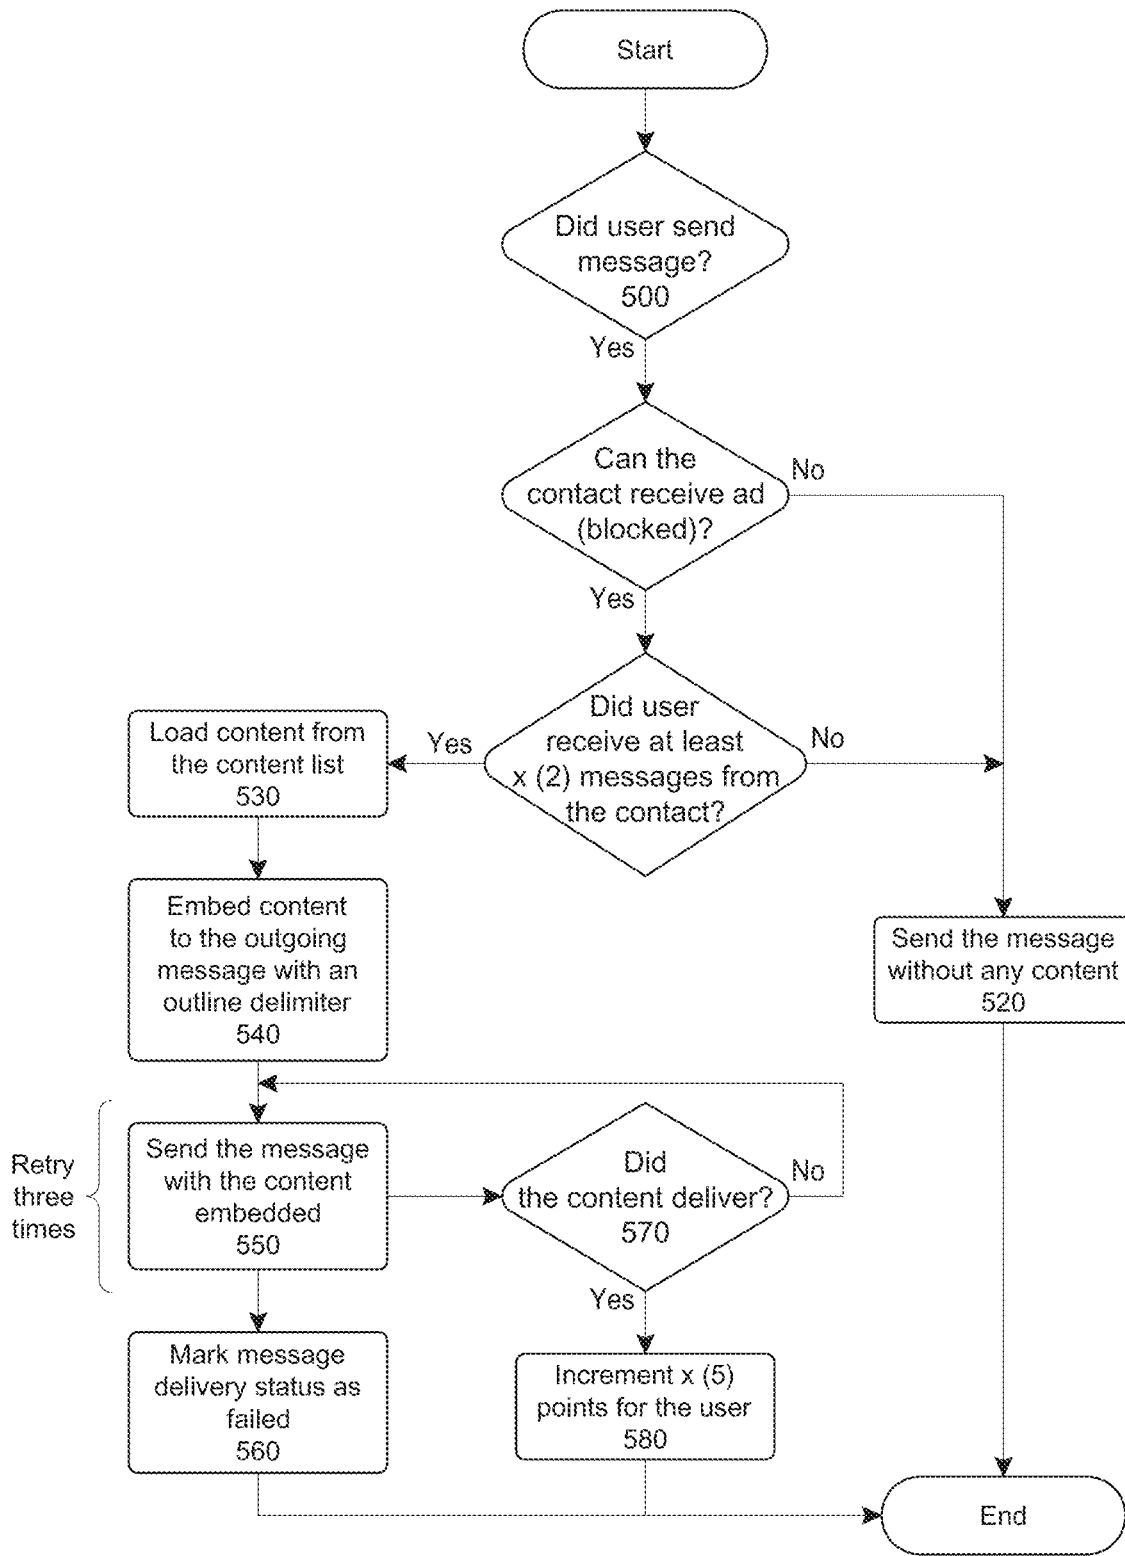 Start
Did user send
message?
500
Yes
Can the
contact receive ad
(blocked)?
No
Yes
Did user
receive at least
x (2) messages from
the contact?
Yes
No
Load content from
the content list
530
Embed content
to the outgoing
message with an
outline delimiter
540
Send the message
without any content
520
Retry
three
times
Send the message
with the content
embedded
550
Did
the content deliver?
570
No
Yes
Mark message
delivery status as
failed
560
Increment x (5)
points for the user
580
End